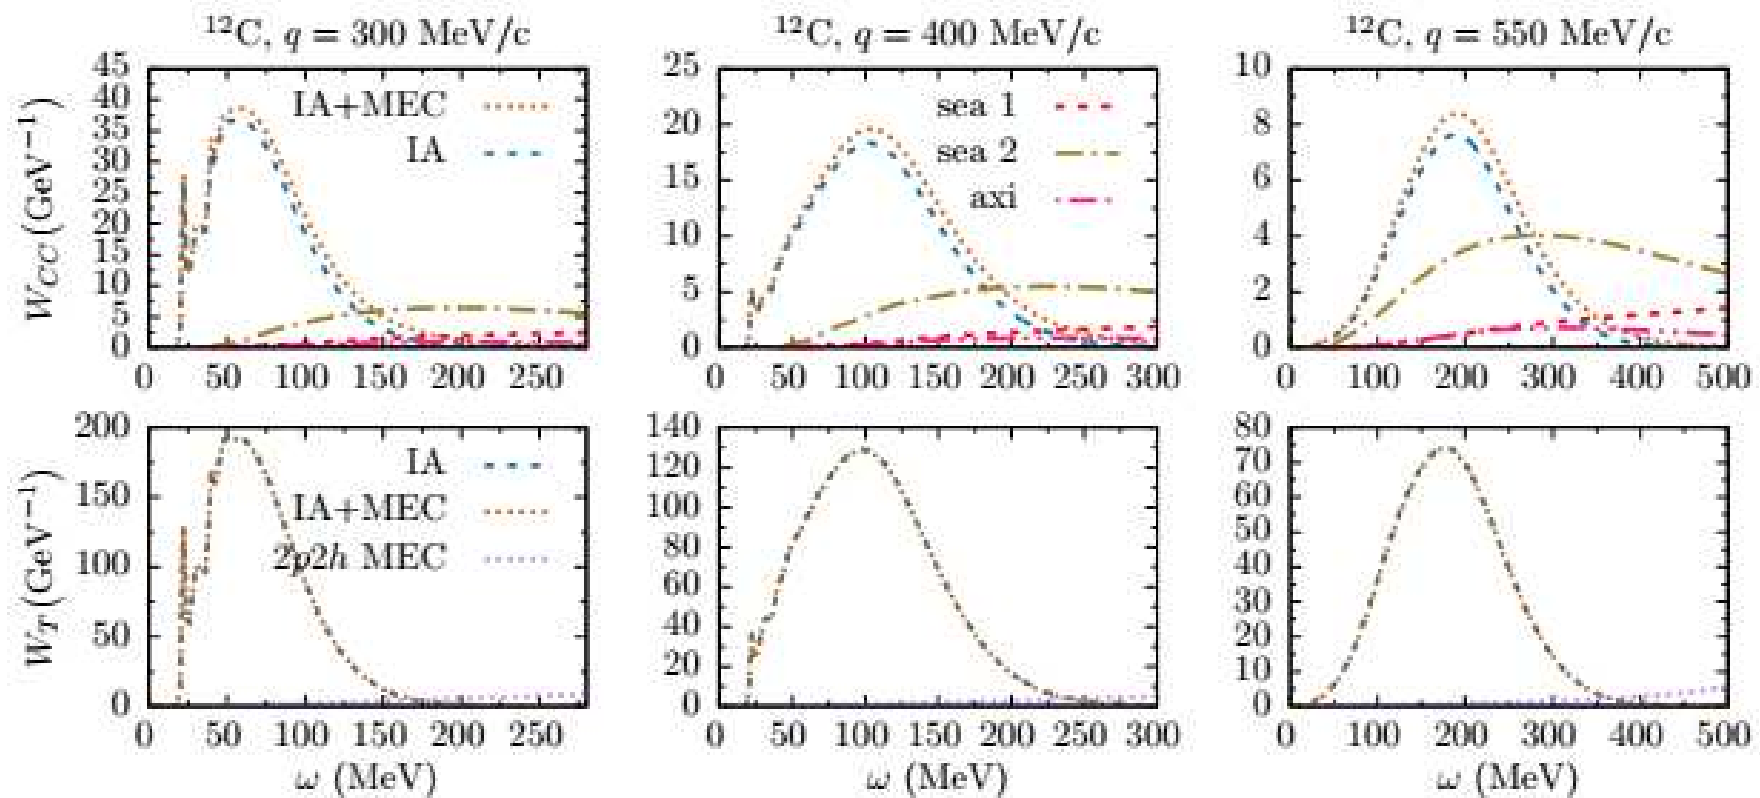 ¹²C, q = 300 MeV/c
¹²C, q = 400 MeV/c
¹²C, q = 550 MeV/c
W_CC (GeV⁻¹)
45
40
35
30
25
20
15
10
5
0
IA+MEC
IA
0 50 100 150 200 250
25
20
15
10
5
0
sea 1
sea 2
axi
0 50 100 150 200 250 300
10
8
6
4
2
0
0 100 200 300 400 500
W_T (GeV⁻¹)
200
150
100
50
0
IA
IA+MEC
2p2h MEC
0 50 100 150 200 250
ω (MeV)
140
120
100
80
60
40
20
0
0 50 100 150 200 250 300
ω (MeV)
80
70
60
50
40
30
20
10
0
0 100 200 300 400 500
ω (MeV)